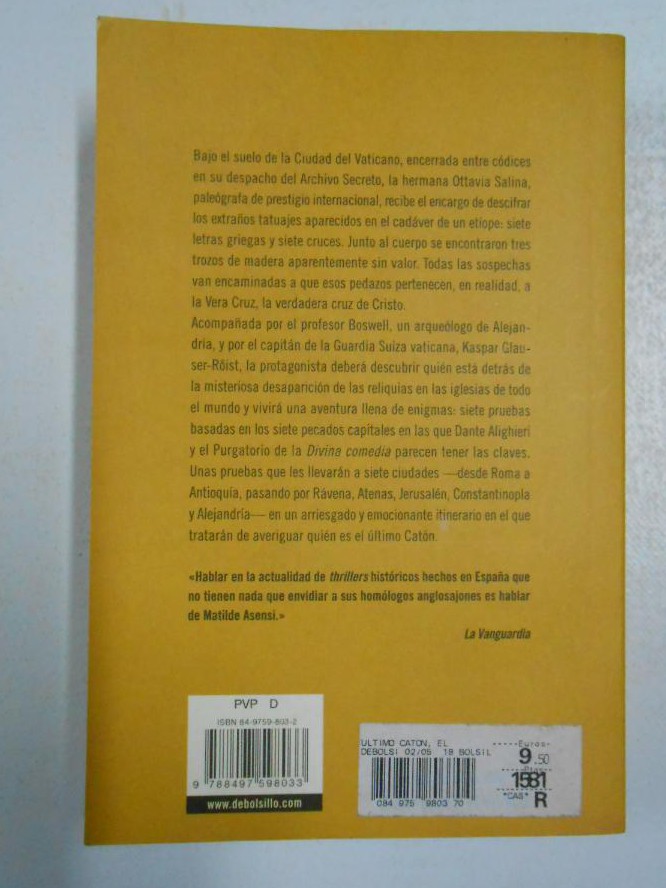 Bajo el suelo de la Ciudad del Vaticano, encerrada entre códices
en su despacho del Archivo Secreto, la hermana Ottavia Salina,
paleógrafa de prestigio internacional, recibe el encargo de descifrar
los extraños tatuajes aparecidos en el cadáver de un etíope: siete
letras griegas y siete cruces. Junto al cuerpo se encontraron tres
trozos de madera aparentemente sin valor. Todas las sospechas
van encaminadas a que esos pedazos pertenecen, en realidad, a
la Vera Cruz, la verdadera cruz de Cristo.
Acompañada por el profesor Boswell, un arqueólogo de Alejan-
dría, y por el capitán de la Guardia Suiza vaticana, Kaspar Glau-
ser-Röist, la protagonista deberá descubrir quién está detrás de
la misteriosa desaparición de las reliquias en las iglesias de todo
el mundo y vivirá una aventura llena de enigmas: siete pruebas
basadas en los siete pecados capitales en las que Dante Alighieri
y el Purgatorio de la Divina comedia parecen tener las claves.
Unas pruebas que les llevarán a siete ciudades —desde Roma a
Antioquía, pasando por Rávena, Atenas, Jerusalén, Constantinopla
y Alejandría— en un arriesgado y emocionante itinerario en el que
tratarán de averiguar quién es el último Catón.
«Hablar en la actualidad de thrillers históricos hechos en España que
no tienen nada que envidiar a sus homólogos anglosajones es hablar
de Matilde Asensi.»
La Vanguardia
PVP D
ISBN 84-9759-803-2
9 788497 598033
www.debolsillo.com
ULTIMO CATON, EL -----Euros-
DEBOLSI 02/05 18 BOLSIL 9.50
1581
*CAS* R
084 975 9803 70